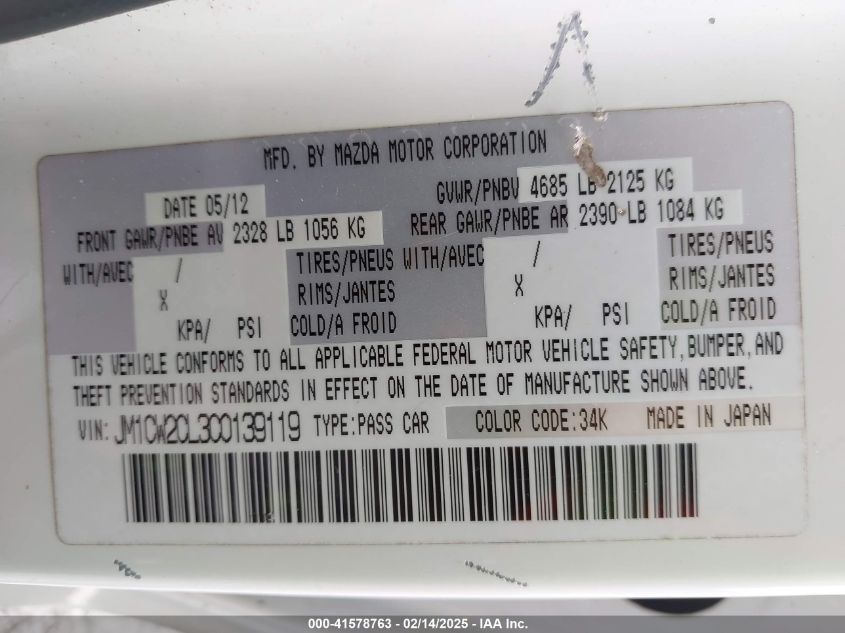 MFD. BY MAZDA MOTOR CORPORATION
DATE 05/12 GVWR/PNBV 4685 LB 2125 KG
FRONT GAWR/PNBE AV 2328 LB 1056 KG REAR GAWR/PNBE AR 2390 LB 1084 KG
WITH/AVEC / TIRES/PNEUS WITH/AVEC / TIRES/PNEUS
X RIMS/JANTES X RIMS/JANTES
KPA/ PSI COLD/A FROID KPA/ PSI COLD/A FROID
THIS VEHICLE CONFORMS TO ALL APPLICABLE FEDERAL MOTOR VEHICLE SAFETY, BUMPER, AND
THEFT PREVENTION STANDARDS IN EFFECT ON THE DATE OF MANUFACTURE SHOWN ABOVE.
VIN: JM1CW2CL3C0139119 TYPE: PASS CAR COLOR CODE: 34K MADE IN JAPAN
000-41578763 - 02/14/2025 - IAA Inc.